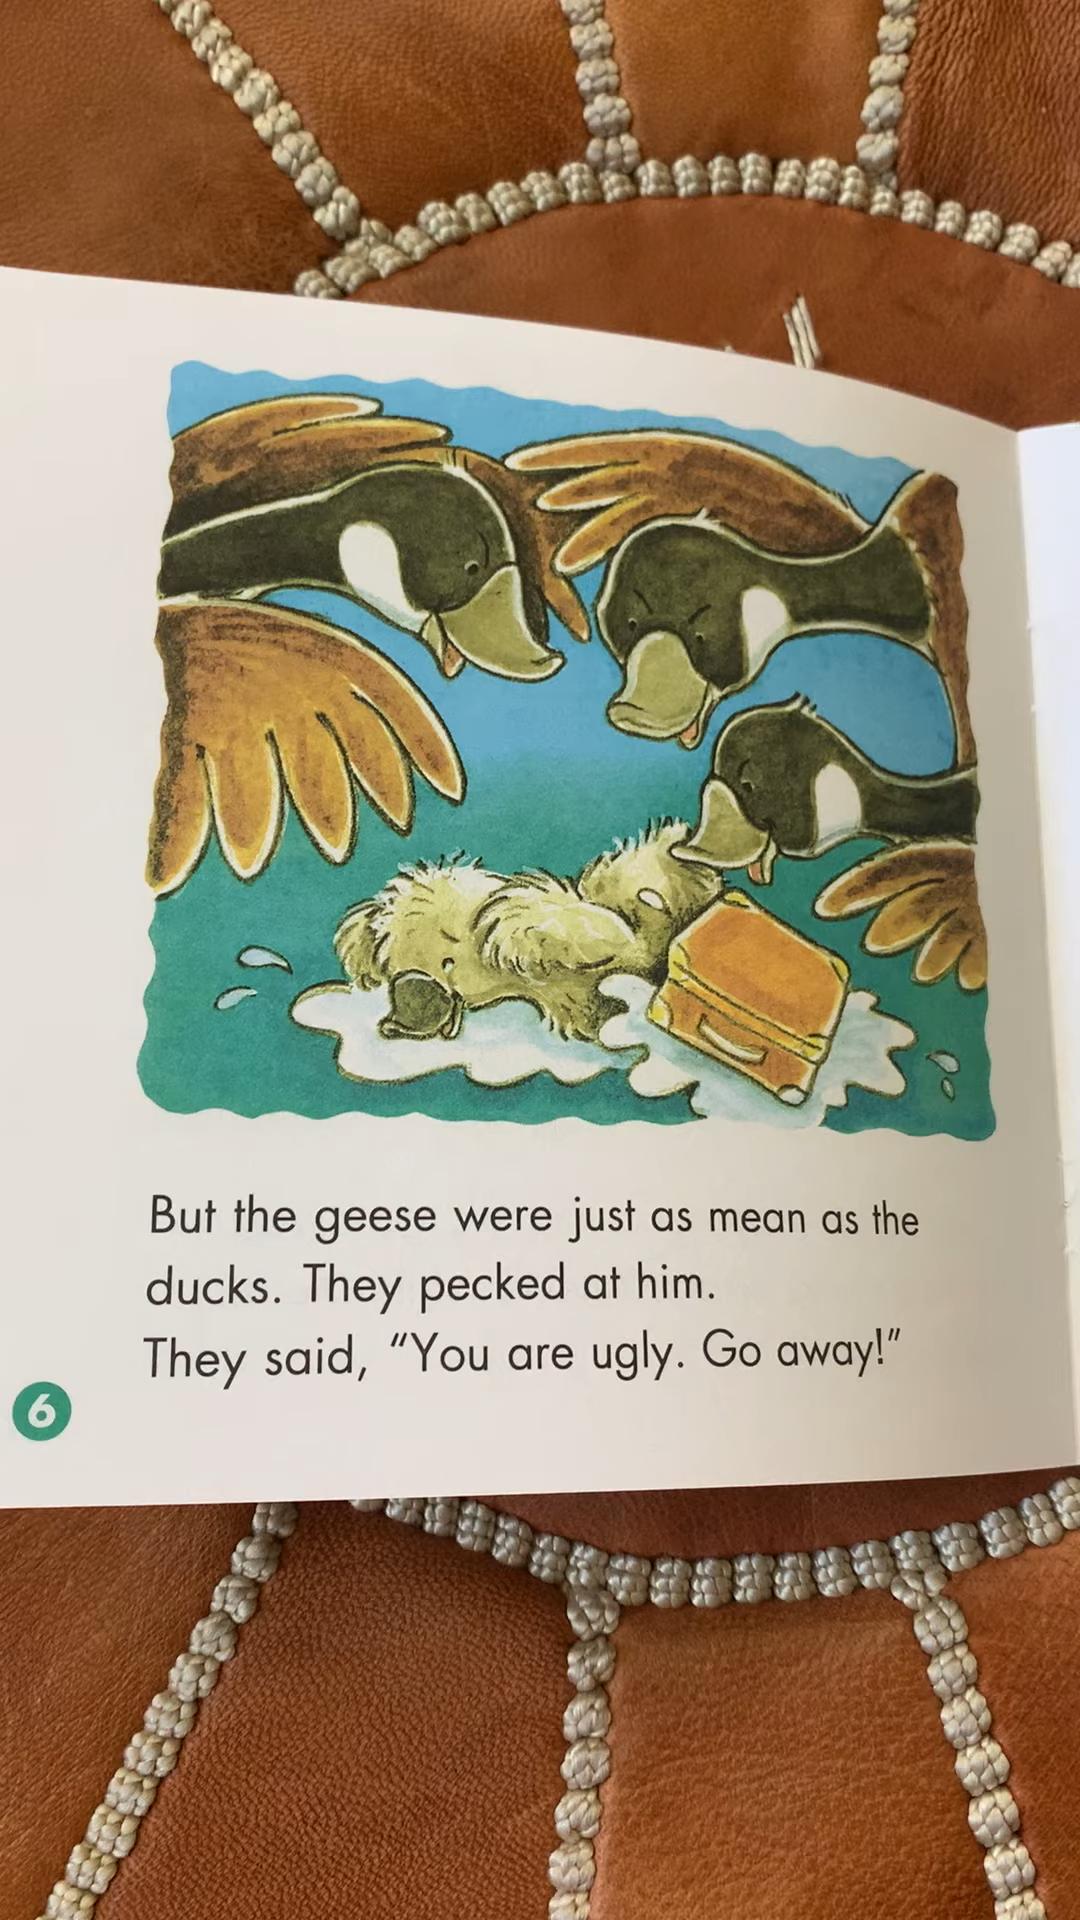 But the geese were just as mean as the
ducks. They pecked at him.
They said, “You are ugly. Go away!”
6